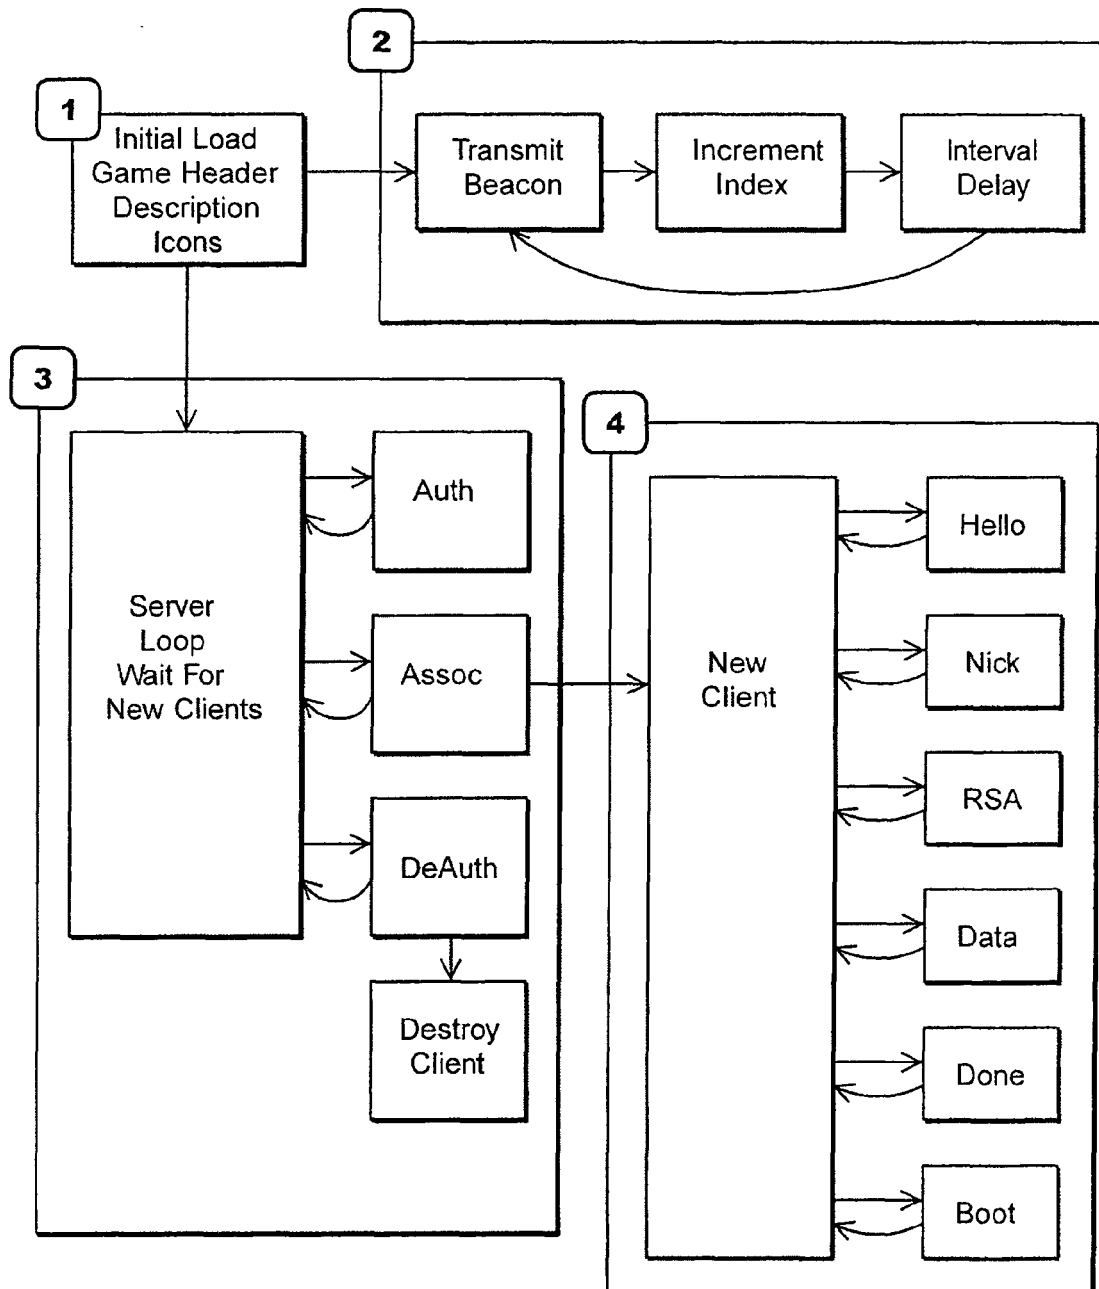 1
Initial Load
Game Header
Description
Icons
2
Transmit
Beacon
Increment
Index
Interval
Delay
3
Server
Loop
Wait For
New Clients
Auth
Assoc
DeAuth
Destroy
Client
4
New
Client
Hello
Nick
RSA
Data
Done
Boot